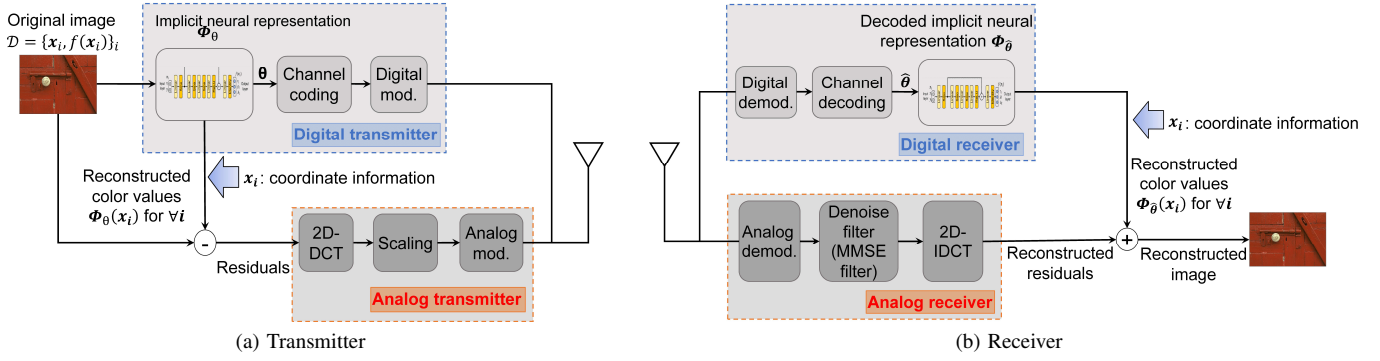 Original image
𝒟 = {𝒙ᵢ, f(𝒙ᵢ)}ᵢ
Implicit neural representation
𝜱θ
θ
Channel
coding
Digital
mod.
Digital transmitter
Reconstructed
color values
𝜱θ(𝒙𝒊) for ∀𝒊
𝒙𝒊: coordinate information
-
Residuals
2D-
DCT
Scaling
Analog
mod.
Analog transmitter
(a) Transmitter
Decoded implicit neural
representation 𝜱θ̂
Digital
demod.
Channel
decoding
θ̂
Digital receiver
𝒙𝒊: coordinate information
Reconstructed
color values
𝜱θ̂(𝒙𝒊) for ∀𝒊
Analog
demod.
Denoise
filter
(MMSE
filter)
2D-
IDCT
Analog receiver
Reconstructed
residuals
+
Reconstructed
image
(b) Receiver